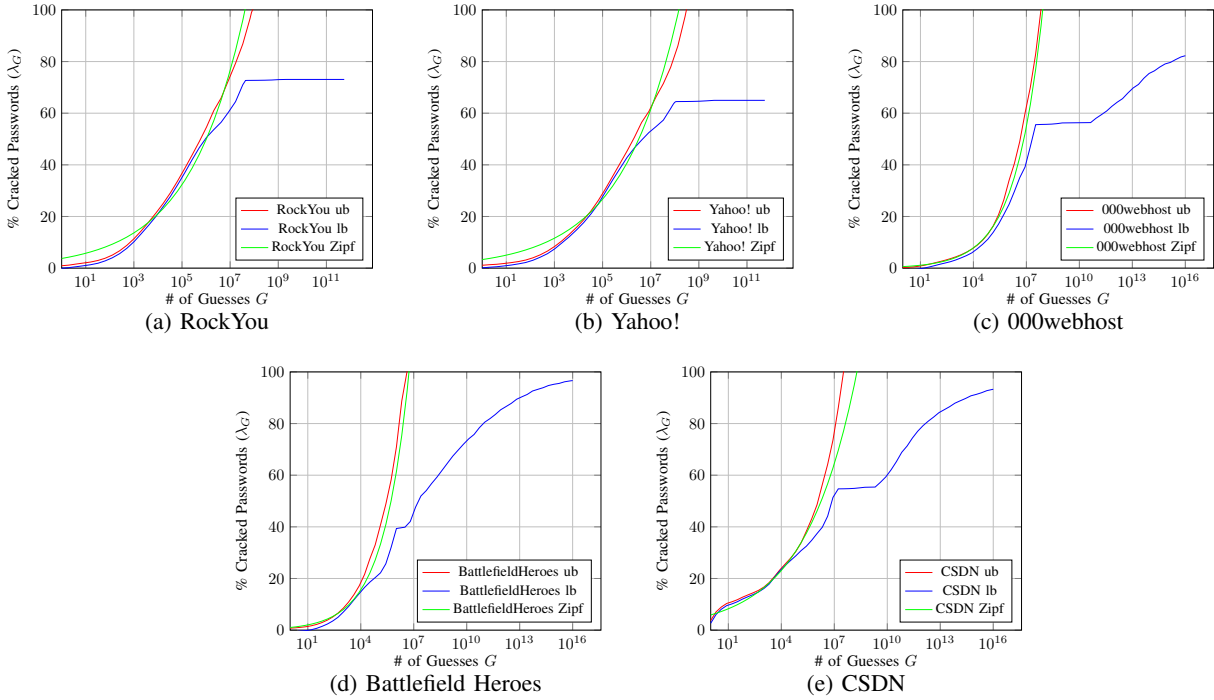 100
80
60
40
20
0
% Cracked Passwords (λG)
10^1 10^3 10^5 10^7 10^9 10^11
# of Guesses G
RockYou ub
RockYou lb
RockYou Zipf
(a) RockYou
100
80
60
40
20
0
% Cracked Passwords (λG)
10^1 10^3 10^5 10^7 10^9 10^11
# of Guesses G
Yahoo! ub
Yahoo! lb
Yahoo! Zipf
(b) Yahoo!
100
80
60
40
20
0
% Cracked Passwords (λG)
10^1 10^4 10^7 10^10 10^13 10^16
# of Guesses G
000webhost ub
000webhost lb
000webhost Zipf
(c) 000webhost
100
80
60
40
20
0
% Cracked Passwords (λG)
10^1 10^4 10^7 10^10 10^13 10^16
# of Guesses G
BattlefieldHeroes ub
BattlefieldHeroes lb
BattlefieldHeroes Zipf
(d) Battlefield Heroes
100
80
60
40
20
0
% Cracked Passwords (λG)
10^1 10^4 10^7 10^10 10^13 10^16
# of Guesses G
CSDN ub
CSDN lb
CSDN Zipf
(e) CSDN